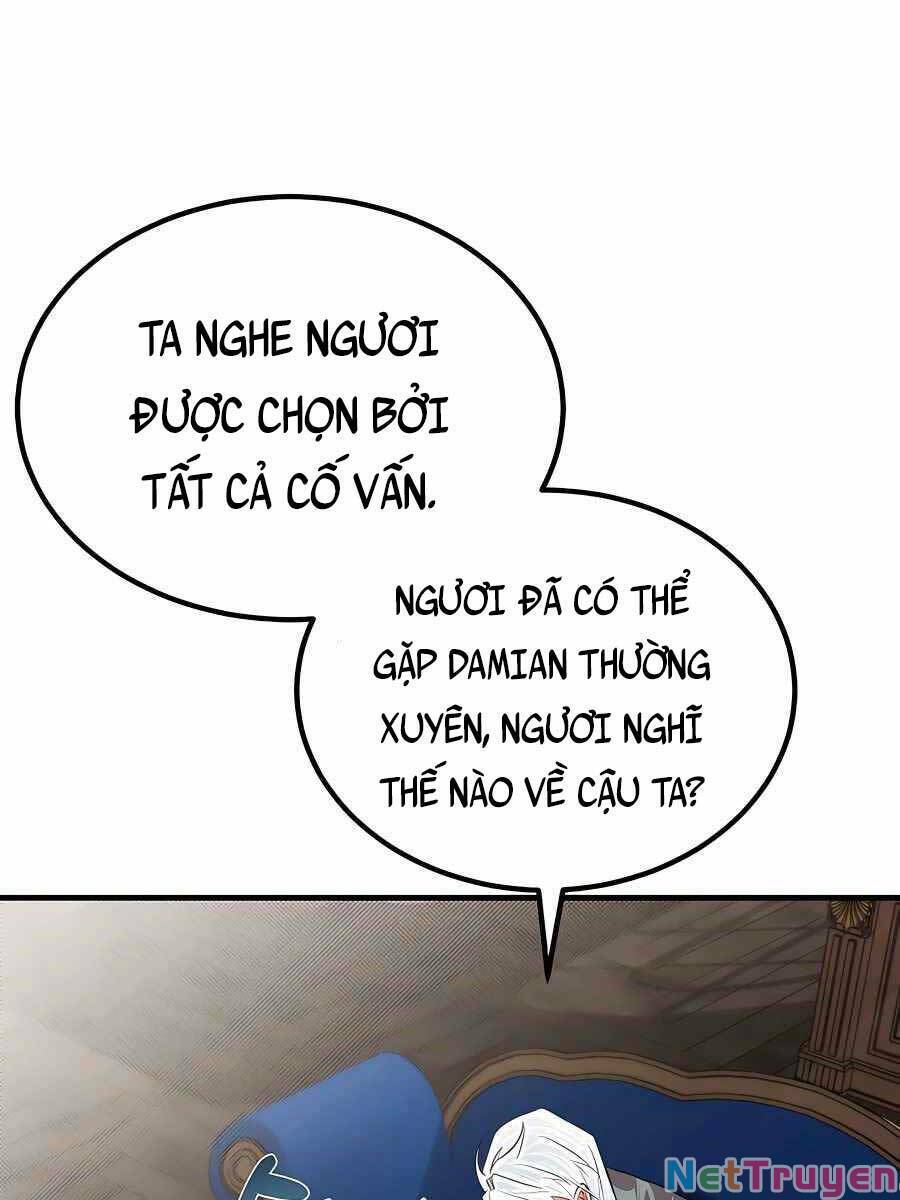 TA NGHE NGƯƠI
ĐƯỢC CHỌN BỞI
TẤT CẢ CỐ VẤN.
NGƯƠI ĐÃ CÓ THỂ
GẶP DAMIAN THƯỜNG
XUYÊN, NGƯƠI NGHĨ
THẾ NÀO VỀ CẬU TA?
NetTruyen